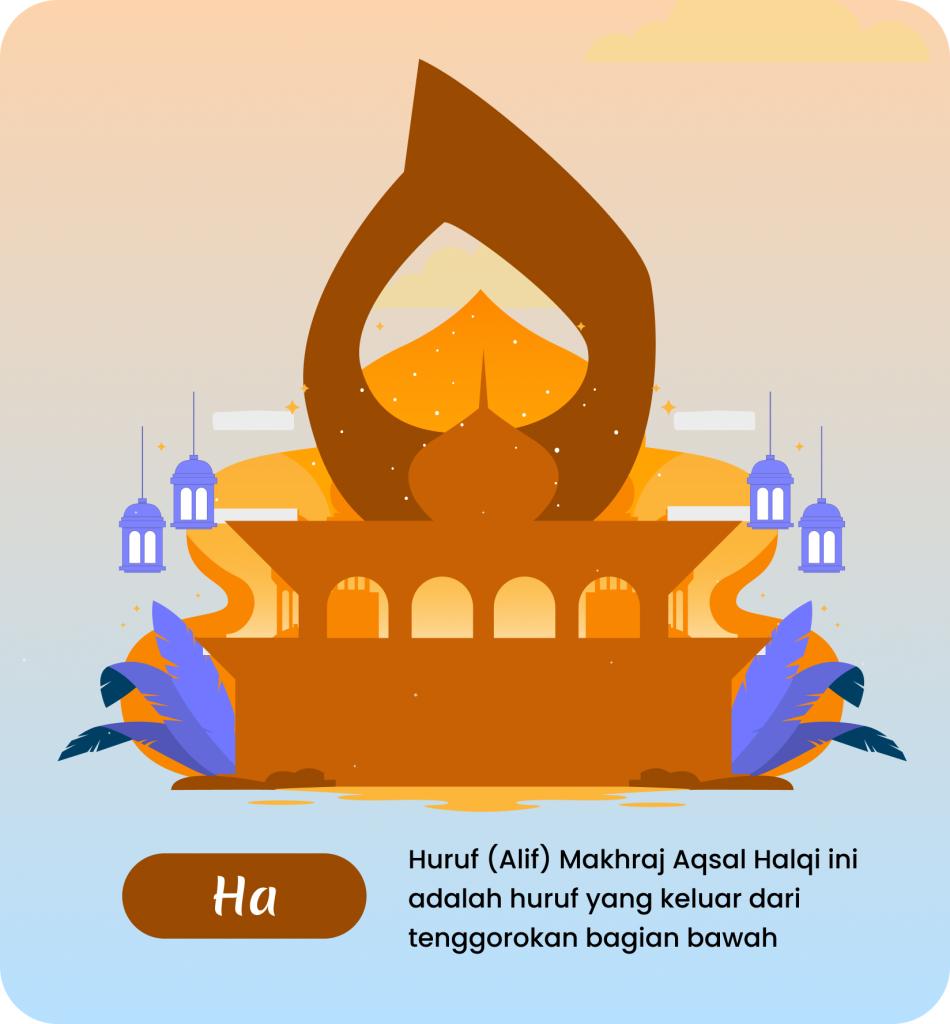 ه
Ha
Huruf (Alif) Makhraj Aqsal Halqi ini
adalah huruf yang keluar dari
tenggorokan bagian bawah